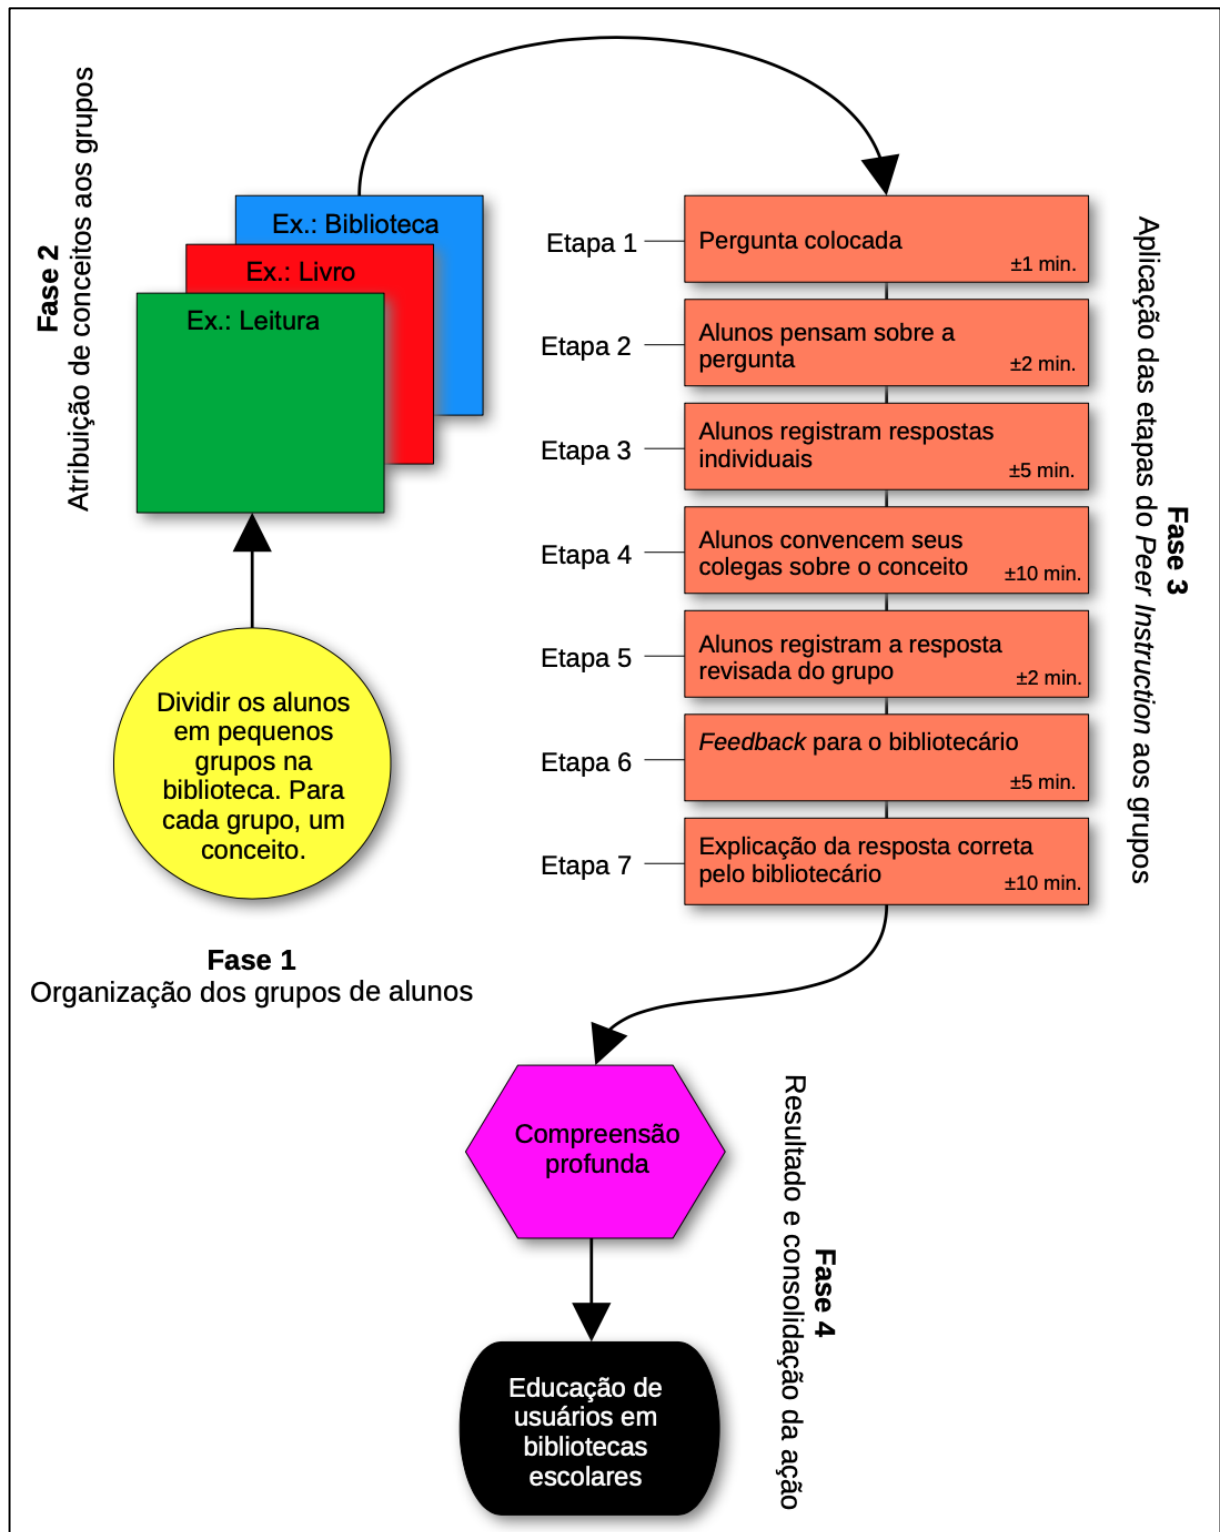 Fase 1
Organização dos grupos de alunos
Dividir os alunos
em pequenos
grupos na
biblioteca. Para
cada grupo, um
conceito.
Fase 2
Atribuição de conceitos aos grupos
Ex.: Biblioteca
Ex.: Livro
Ex.: Leitura
Fase 3
Aplicação das etapas do Peer Instruction aos grupos
Etapa 1
Pergunta colocada
±1 min.
Etapa 2
Alunos pensam sobre a
pergunta
±2 min.
Etapa 3
Alunos registram respostas
individuais
±5 min.
Etapa 4
Alunos convencem seus
colegas sobre o conceito
±10 min.
Etapa 5
Alunos registram a resposta
revisada do grupo
±2 min.
Etapa 6
Feedback para o bibliotecário
±5 min.
Etapa 7
Explicação da resposta correta
pelo bibliotecário
±10 min.
Fase 4
Resultado e consolidação da ação
Compreensão
profunda
Educação de
usuários em
bibliotecas
escolares